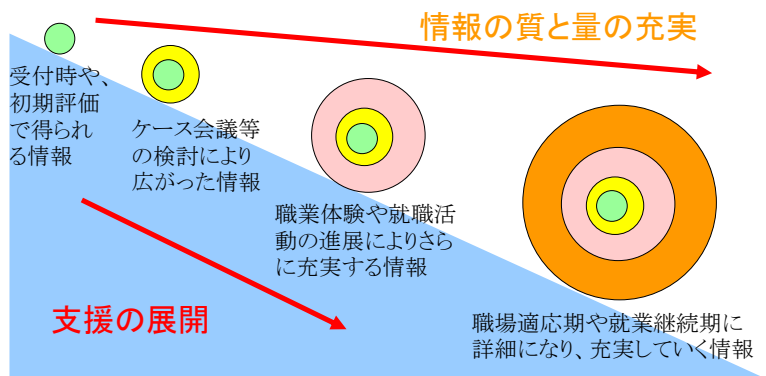 情報の質と量の充実
受付時や、
初期評価
で得られ
る情報
ケース会議等
の検討により
広がった情報
職業体験や就職活
動の進展によりさら
に充実する情報
職場適応期や就業継続期に
詳細になり、充実していく情報
支援の展開